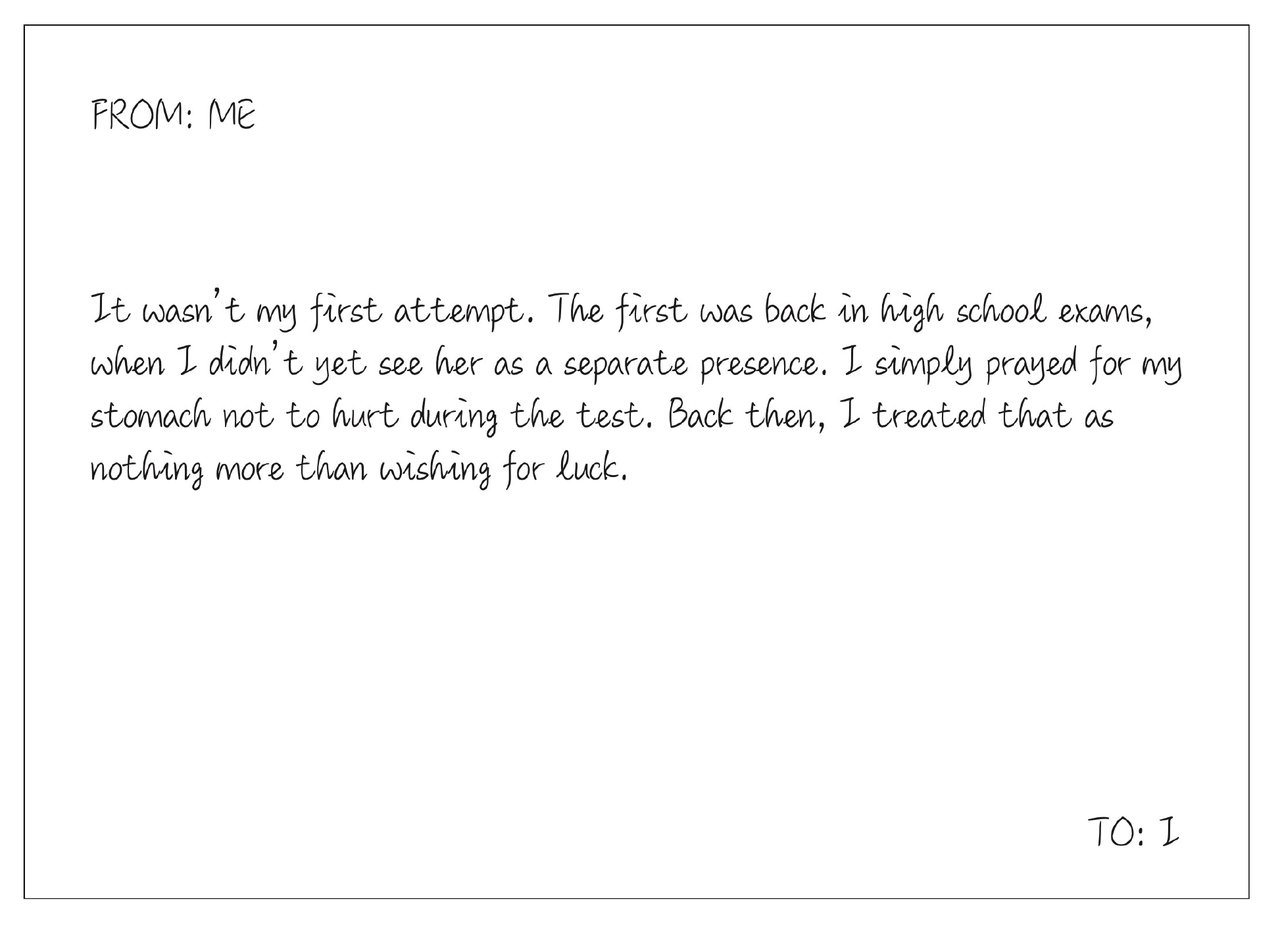 FROM: ME
It wasn't my first attempt. The first was back in high school exams,
when I didn't yet see her as a separate presence. I simply prayed for my
stomach not to hurt during the test. Back then, I treated that as
nothing more than wishing for luck.
TO: I